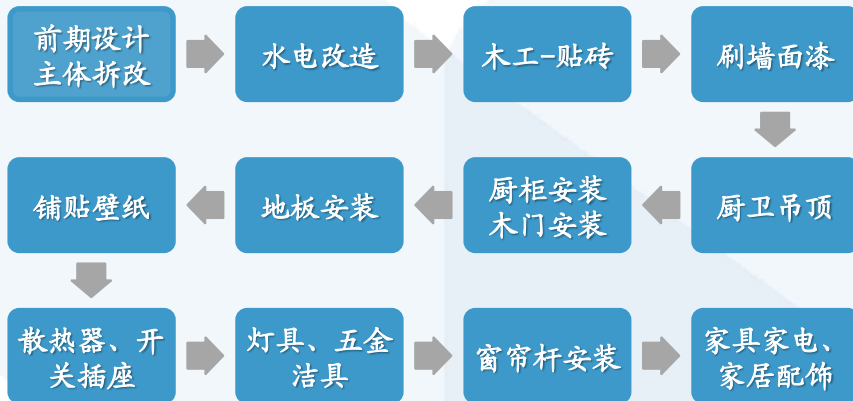 前期设计
主体拆改
水电改造
木工-贴砖
刷墙面漆
厨卫吊顶
厨柜安装
木门安装
地板安装
铺贴壁纸
散热器、开
关插座
灯具、五金
洁具
窗帘杆安装
家具家电、
家居配饰